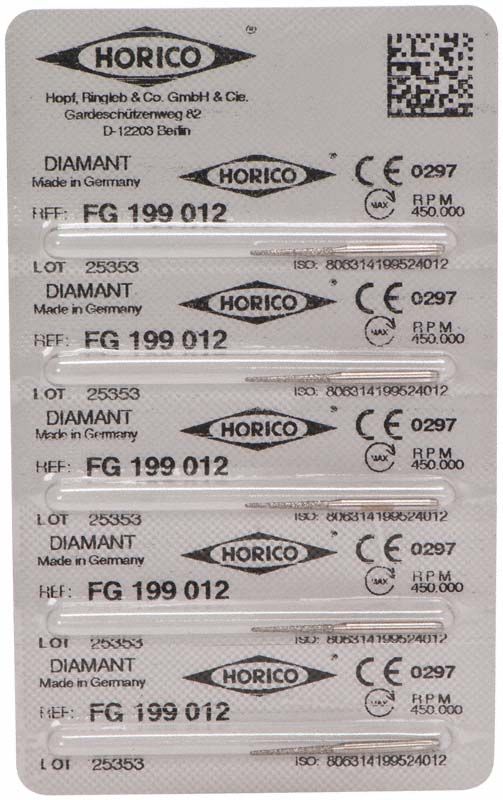 HORICO ®
Hopf, Ringleb & Co. GmbH & Cie.
Gardeschützenweg 82
D-12203 Berlin
DIAMANT HORICO ® CE 0297
Made in Germany
REF: FG 199 012 MAX RPM 450.000
LOT 25353 ISO: 806314199524012
DIAMANT HORICO ® CE 0297
Made in Germany
REF: FG 199 012 MAX RPM 450.000
LOT 25353 ISO: 806314199524012
DIAMANT HORICO ® CE 0297
Made in Germany
REF: FG 199 012 MAX RPM 450.000
LOT 25353 ISO: 806314199524012
DIAMANT HORICO ® CE 0297
Made in Germany
REF: FG 199 012 MAX RPM 450.000
LOT 25353 ISO: 806314199524012
DIAMANT HORICO ® CE 0297
Made in Germany
REF: FG 199 012 MAX RPM 450.000
LOT 25353 ISO: 806314199524012